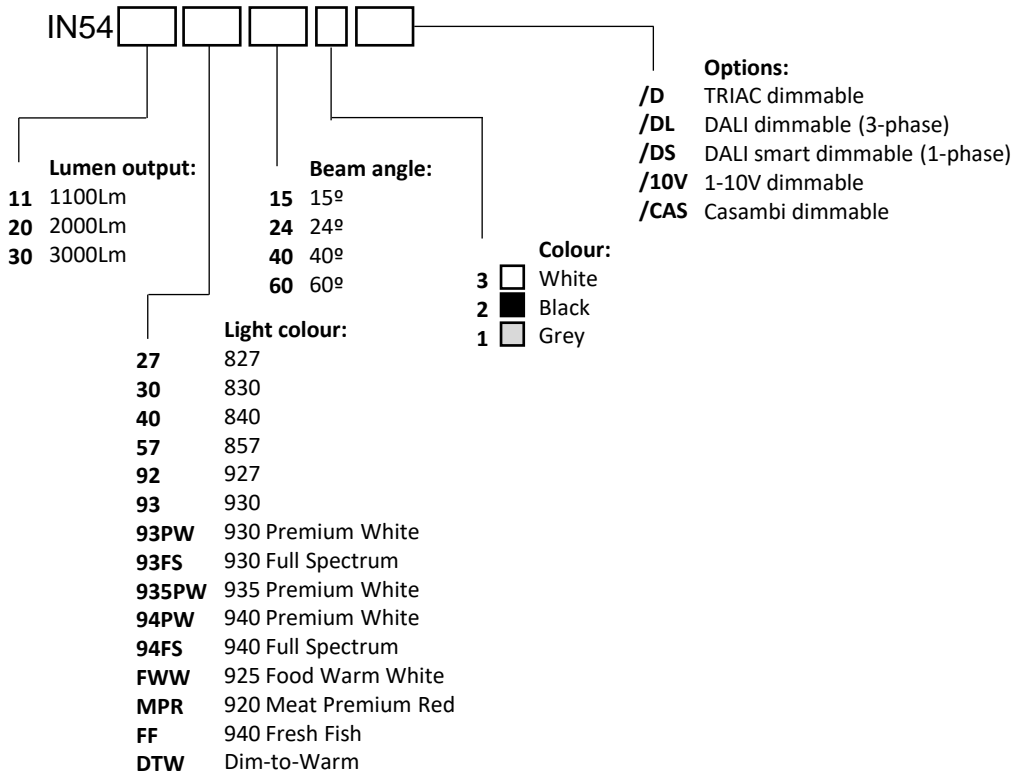 IN54
Options:
/D TRIAC dimmable
/DL DALI dimmable (3-phase)
/DS DALI smart dimmable (1-phase)
/10V 1-10V dimmable
/CAS Casambi dimmable
Lumen output:
11 1100Lm
20 2000Lm
30 3000Lm
Beam angle:
15 15º
24 24º
40 40º
60 60º
Colour:
3 White
2 Black
1 Grey
Light colour:
27 827
30 830
40 840
57 857
92 927
93 930
93PW 930 Premium White
93FS 930 Full Spectrum
935PW 935 Premium White
94PW 940 Premium White
94FS 940 Full Spectrum
FWW 925 Food Warm White
MPR 920 Meat Premium Red
FF 940 Fresh Fish
DTW Dim-to-Warm